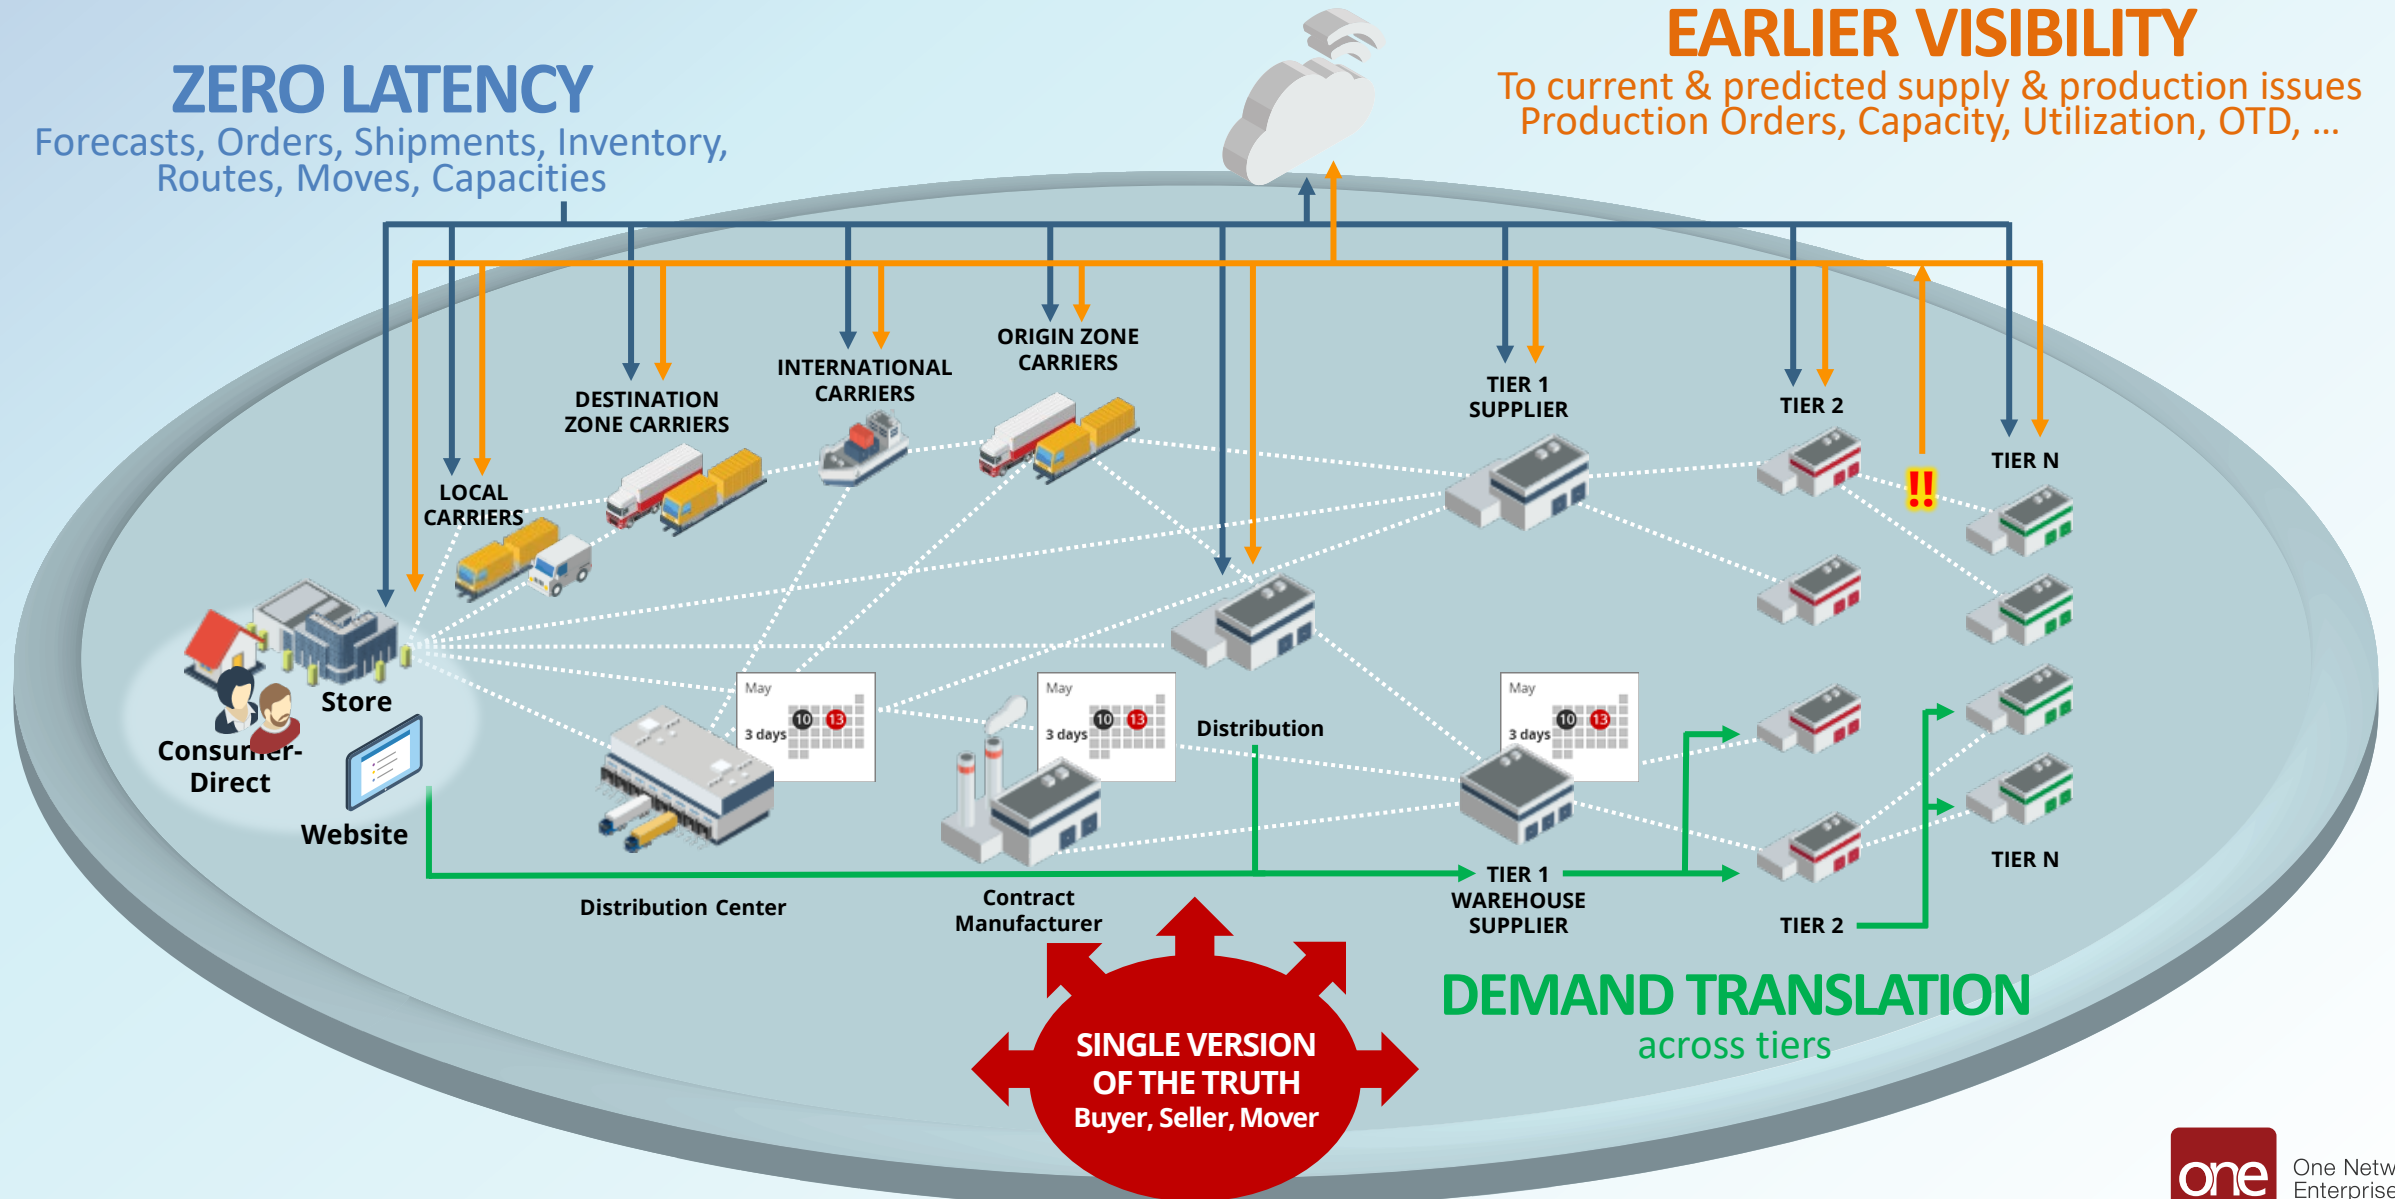 ZERO LATENCY
Forecasts, Orders, Shipments, Inventory,
Routes, Moves, Capacities
EARLIER VISIBILITY
To current & predicted supply & production issues
Production Orders, Capacity, Utilization, OTD, ...
ORIGIN ZONE
CARRIERS
INTERNATIONAL
CARRIERS
DESTINATION
ZONE CARRIERS
LOCAL
CARRIERS
TIER 1
SUPPLIER
TIER 2
TIER N
!!
Store
Consumer-
Direct
Website
May
10 13
3 days
May
10 13
3 days
Distribution
May
10 13
3 days
Distribution Center
Contract
Manufacturer
TIER 1
WAREHOUSE
SUPPLIER
TIER 2
TIER N
DEMAND TRANSLATION
across tiers
SINGLE VERSION
OF THE TRUTH
Buyer, Seller, Mover
one
One Netw
Enterprise